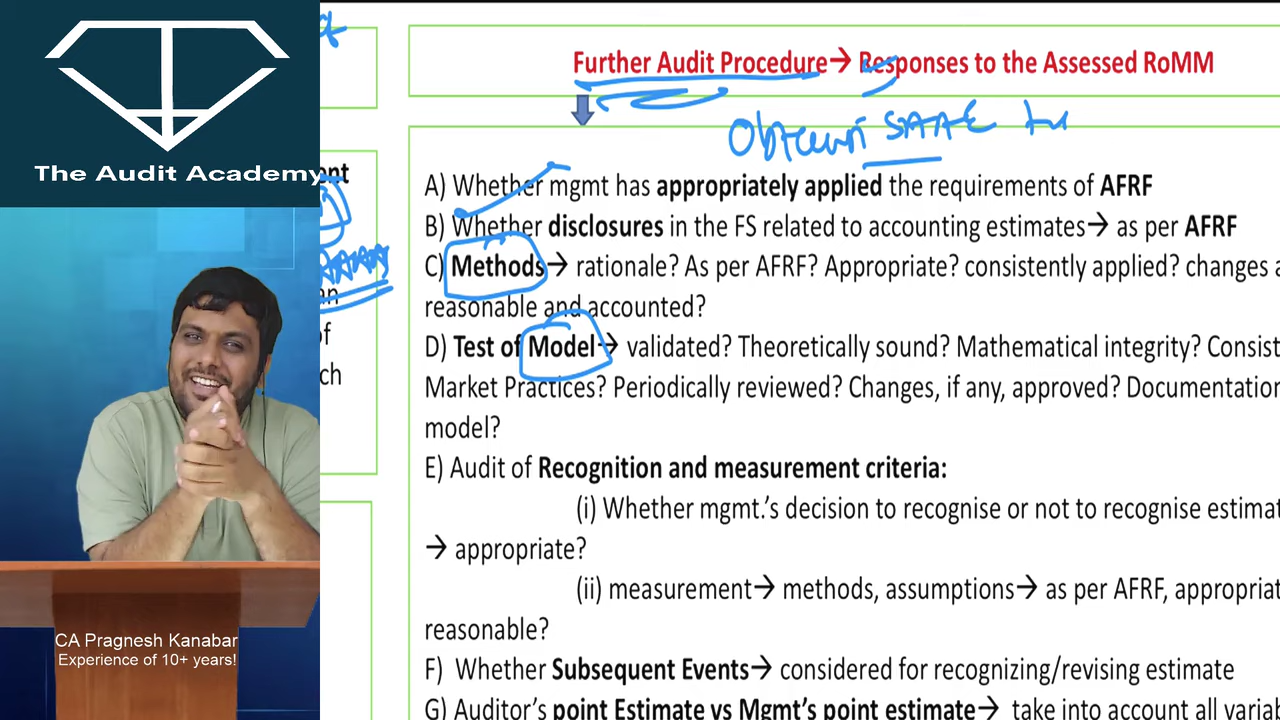 The Audit Academy
CA Pragnesh Kanabar
Experience of 10+ years!
of
Further Audit Procedure→ Responses to the Assessed RoMM
Obtain SAAE
A) Whether mgmt has appropriately applied the requirements of AFRF
B) Whether disclosures in the FS related to accounting estimates→ as per AFRF
C) Methods→ rationale? As per AFRF? Appropriate? consistently applied? changes
reasonable and accounted?
D) Test of Model→ validated? Theoretically sound? Mathematical integrity? Consist
Market Practices? Periodically reviewed? Changes, if any, approved? Documentation
model?
E) Audit of Recognition and measurement criteria:
(i) Whether mgmt.'s decision to recognise or not to recognise estimat
→ appropriate?
(ii) measurement→ methods, assumptions→ as per AFRF, appropriat
reasonable?
F) Whether Subsequent Events→ considered for recognizing/revising estimate
G) Auditor's point Estimate vs Mgmt's point estimate→ take into account all